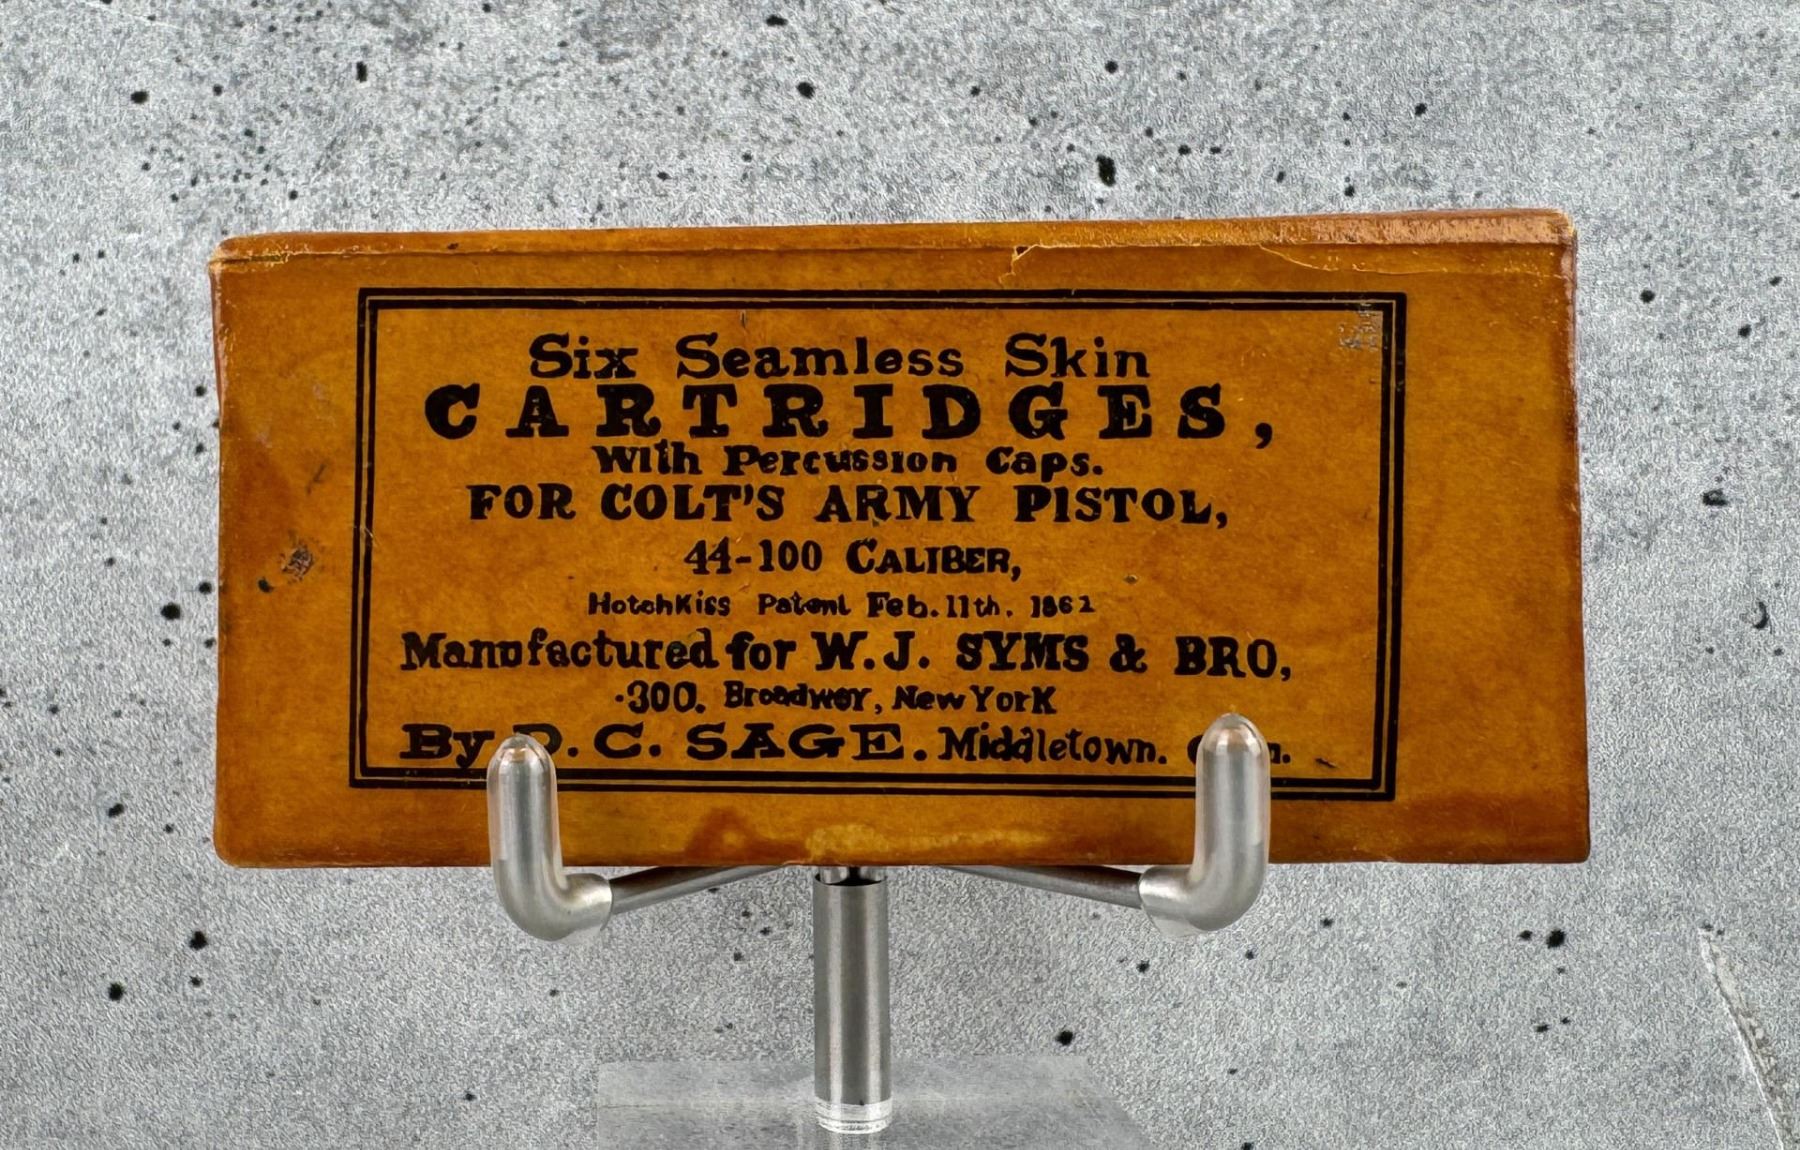 Six Seamless Skin
CARTRIDGES,
With Percussion Caps.
FOR COLT'S ARMY PISTOL,
44-100 CALIBER,
HotchKiss Patent Feb. 11th. 1862
Manufactured for W. J. SYMS & BRO,
300. Broadway, New York
By D. C. SAGE. Middletown.